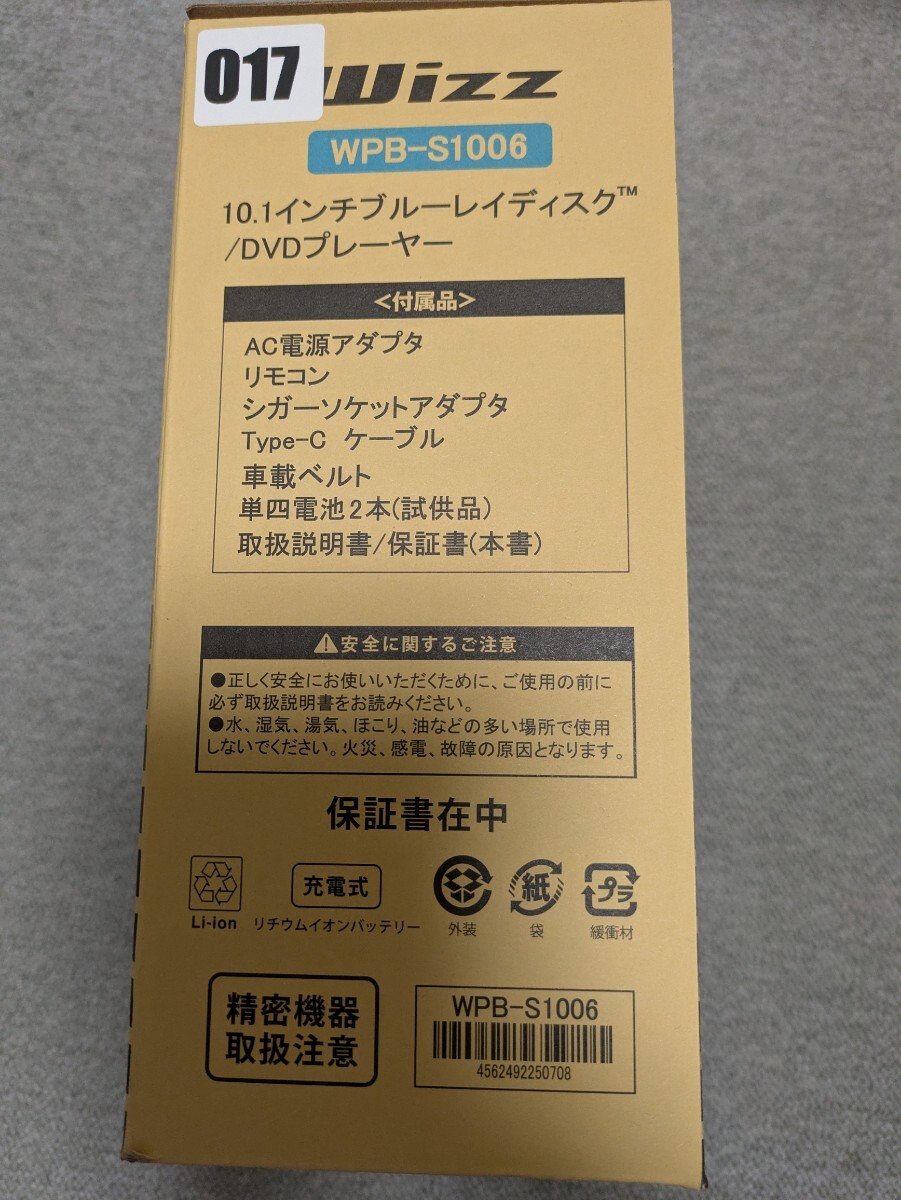 017
Wizz
WPB-S1006
10.1インチブルーレイディスク™
/DVDプレーヤー
<付属品>
AC電源アダプタ
リモコン
シガーソケットアダプタ
Type-C ケーブル
車載ベルト
単四電池2本(試供品)
取扱説明書/保証書(本書)
安全に関するご注意
●正しく安全にお使いいただくために、ご使用の前に
必ず取扱説明書をお読みください。
●水、湿気、湯気、ほこり、油などの多い場所で使用
しないでください。火災、感電、故障の原因となります。
保証書在中
Li-ion
充電式
リチウムイオンバッテリー
外装
紙
袋
プラ
緩衝材
精密機器
取扱注意
WPB-S1006
4562492250708